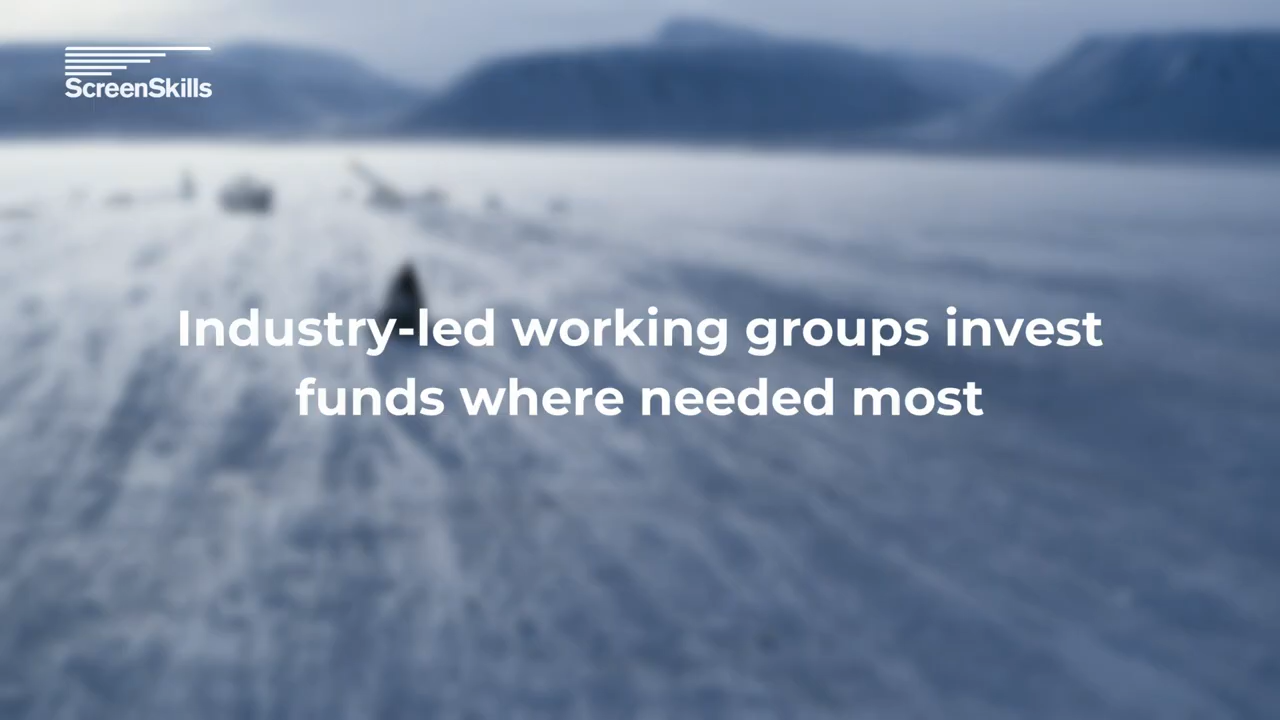 ScreenSkills
Industry-led working groups invest
funds where needed most